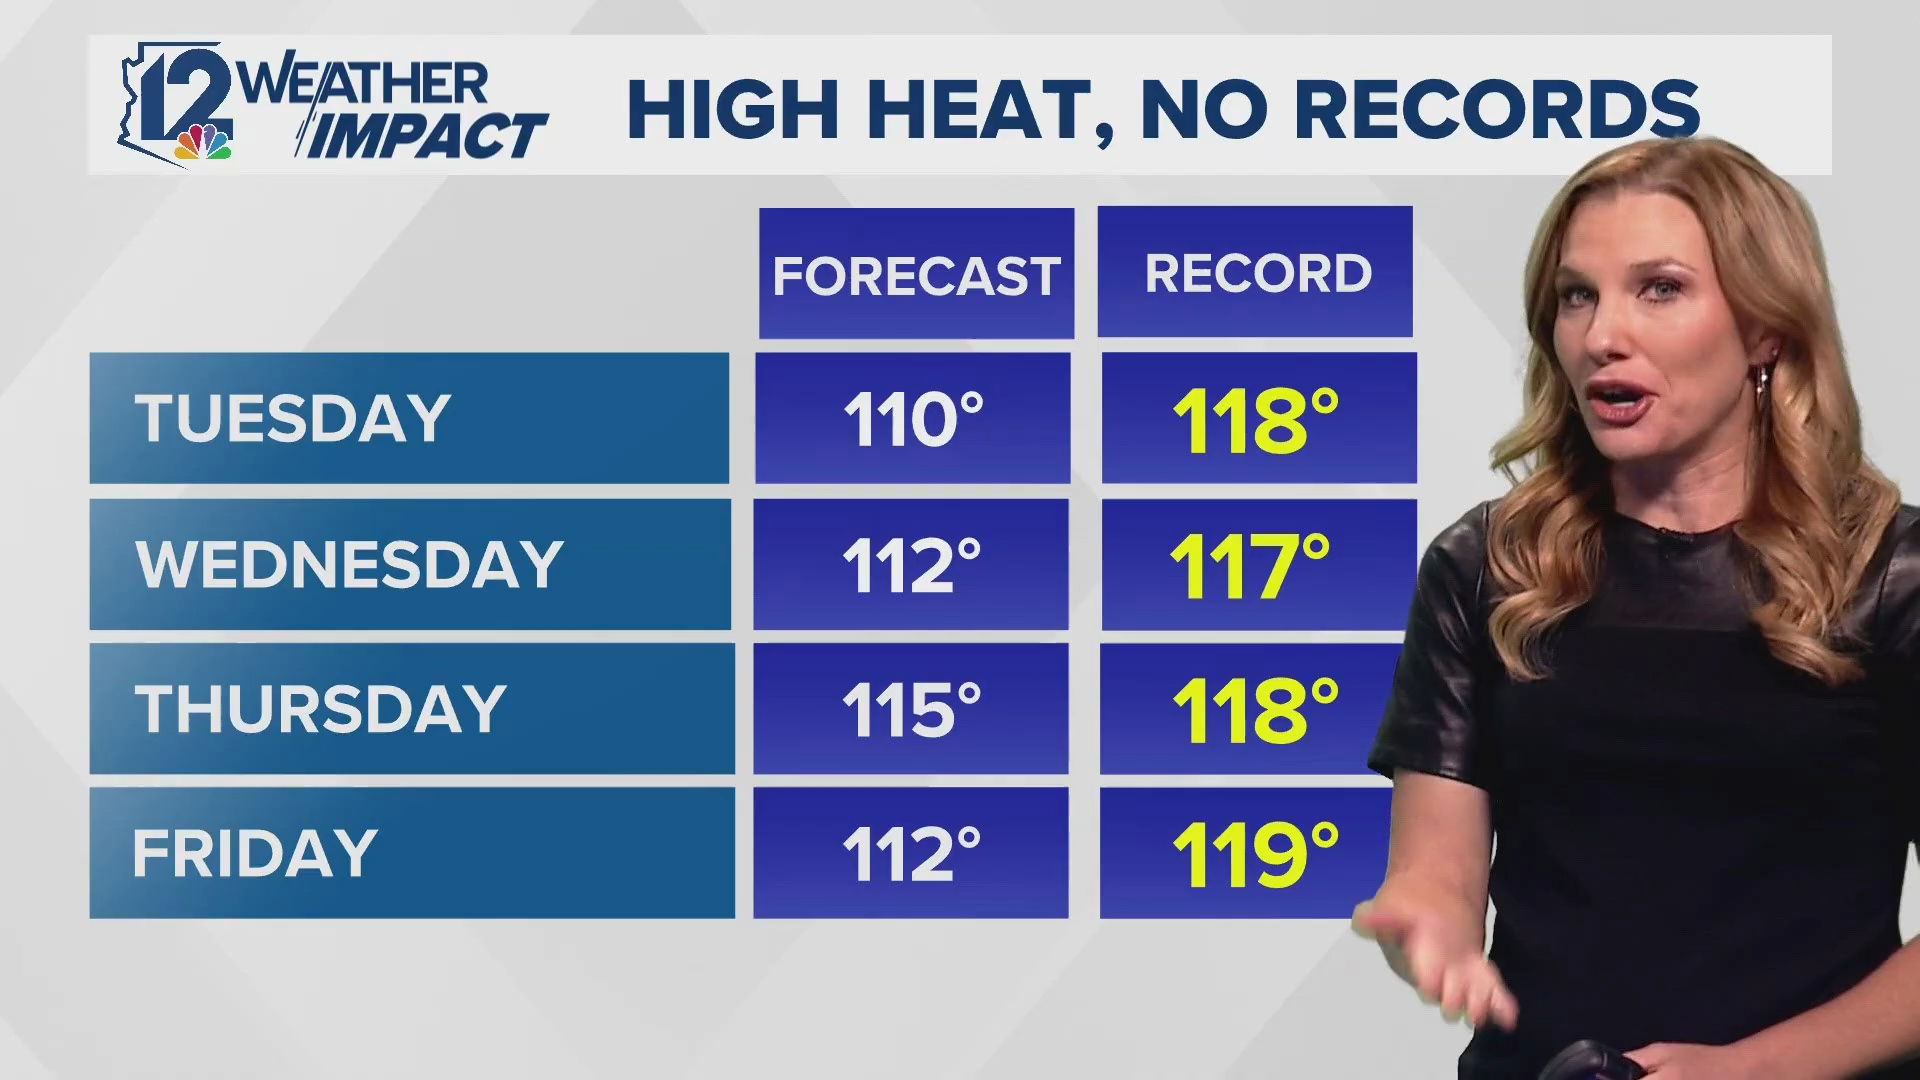 12 WEATHER IMPACT
HIGH HEAT, NO RECORDS
FORECAST RECORD
TUESDAY 110° 118°
WEDNESDAY 112° 117°
THURSDAY 115° 118°
FRIDAY 112° 119°